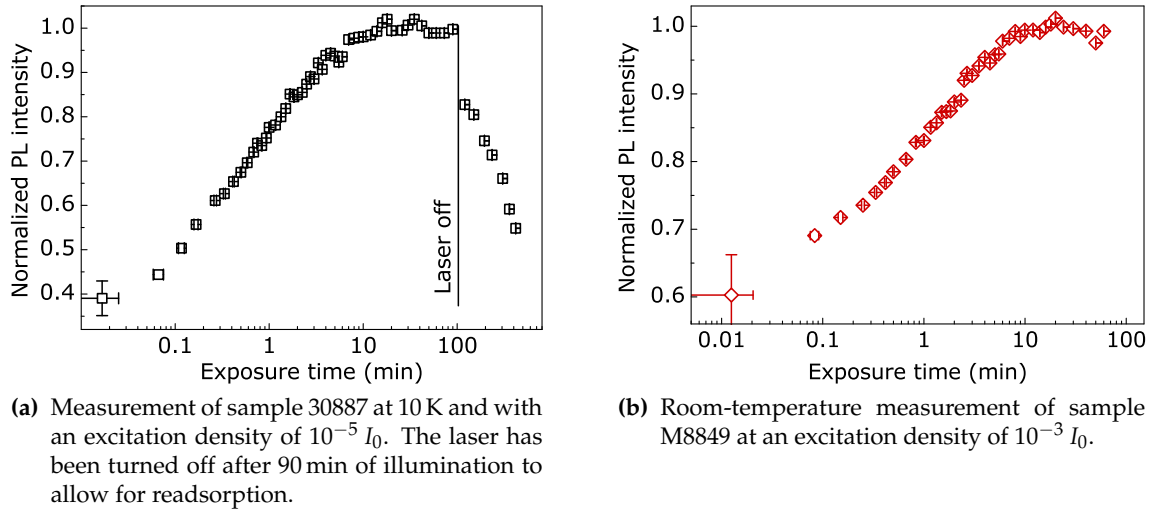 1.0
0.9
0.8
0.7
0.6
0.5
0.4
Normalized PL intensity
Laser off
0.1 1 10 100
Exposure time (min)
(a) Measurement of sample 30887 at 10 K and with
an excitation density of 10⁻⁵ I₀. The laser has
been turned off after 90 min of illumination to
allow for readsorption.
1.0
0.9
0.8
0.7
0.6
Normalized PL intensity
0.01 0.1 1 10 100
Exposure time (min)
(b) Room-temperature measurement of sample
M8849 at an excitation density of 10⁻³ I₀.